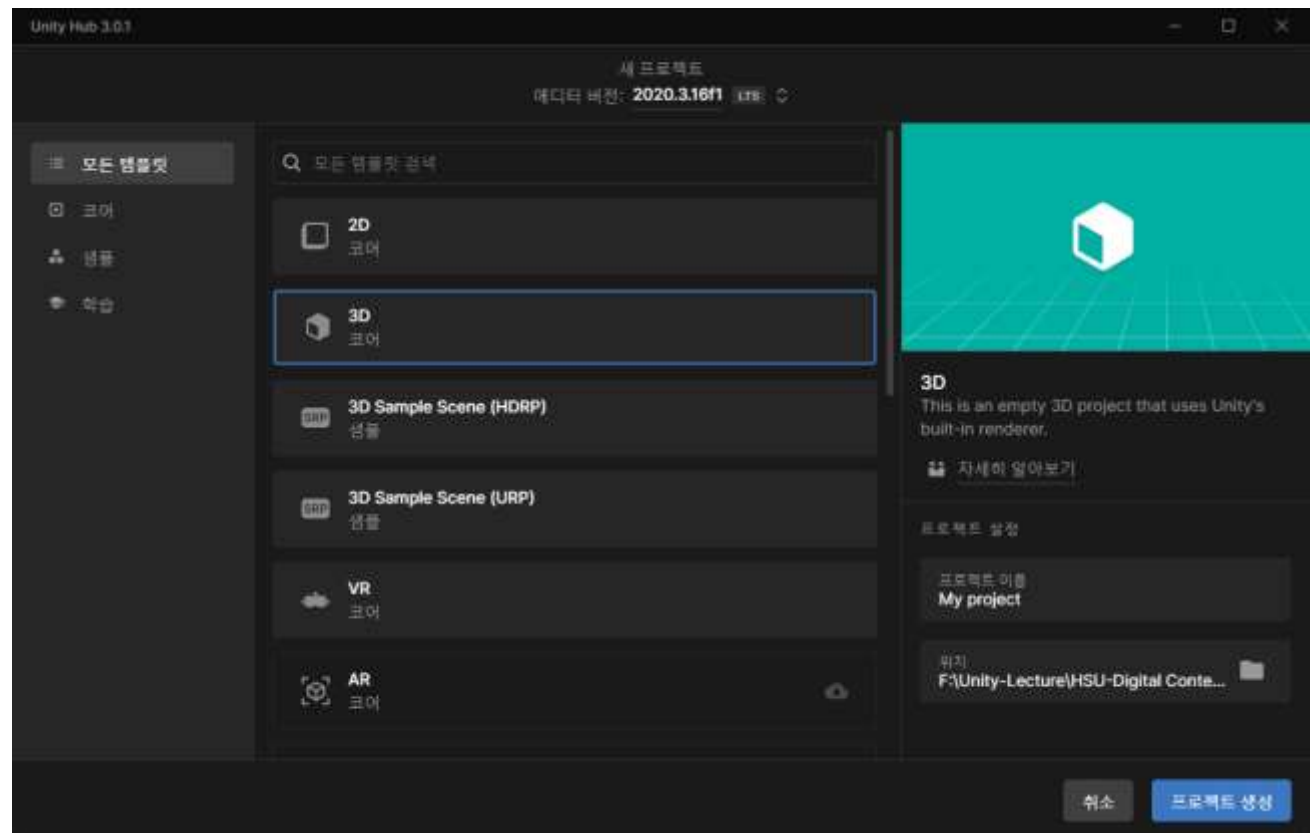 Unity Hub 3.0.1
새 프로젝트
에디터 버전: 2020.3.16f1 LTS
모든 템플릿
코어
샘플
학습
모든 템플릿 검색
2D
코어
3D
코어
SRP
3D Sample Scene (HDRP)
샘플
SRP
3D Sample Scene (URP)
샘플
VR
코어
AR
코어
3D
This is an empty 3D project that uses Unity's
built-in renderer.
자세히 알아보기
프로젝트 설정
프로젝트 이름
My project
위치
F:\Unity-Lecture\HSU-Digital Conte...
취소
프로젝트 생성